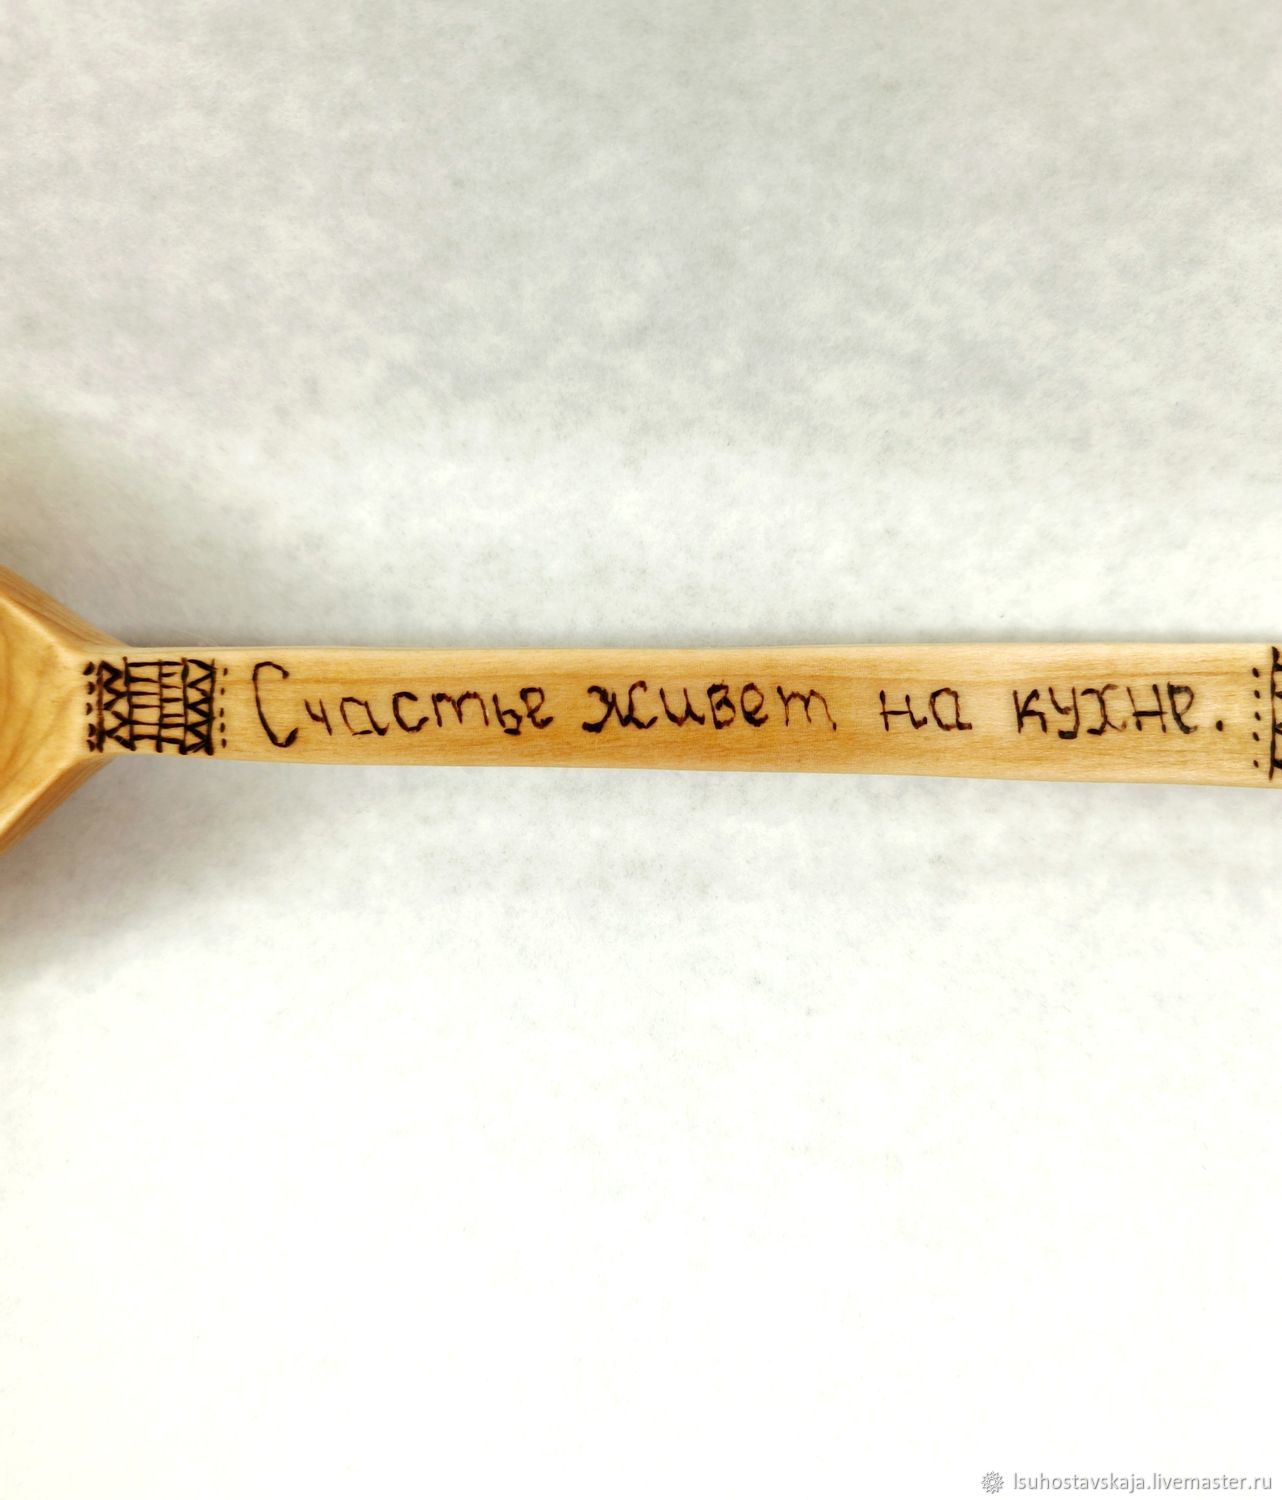 Счастье живет на кухне.
lsuhostavskaja.livemaster.ru